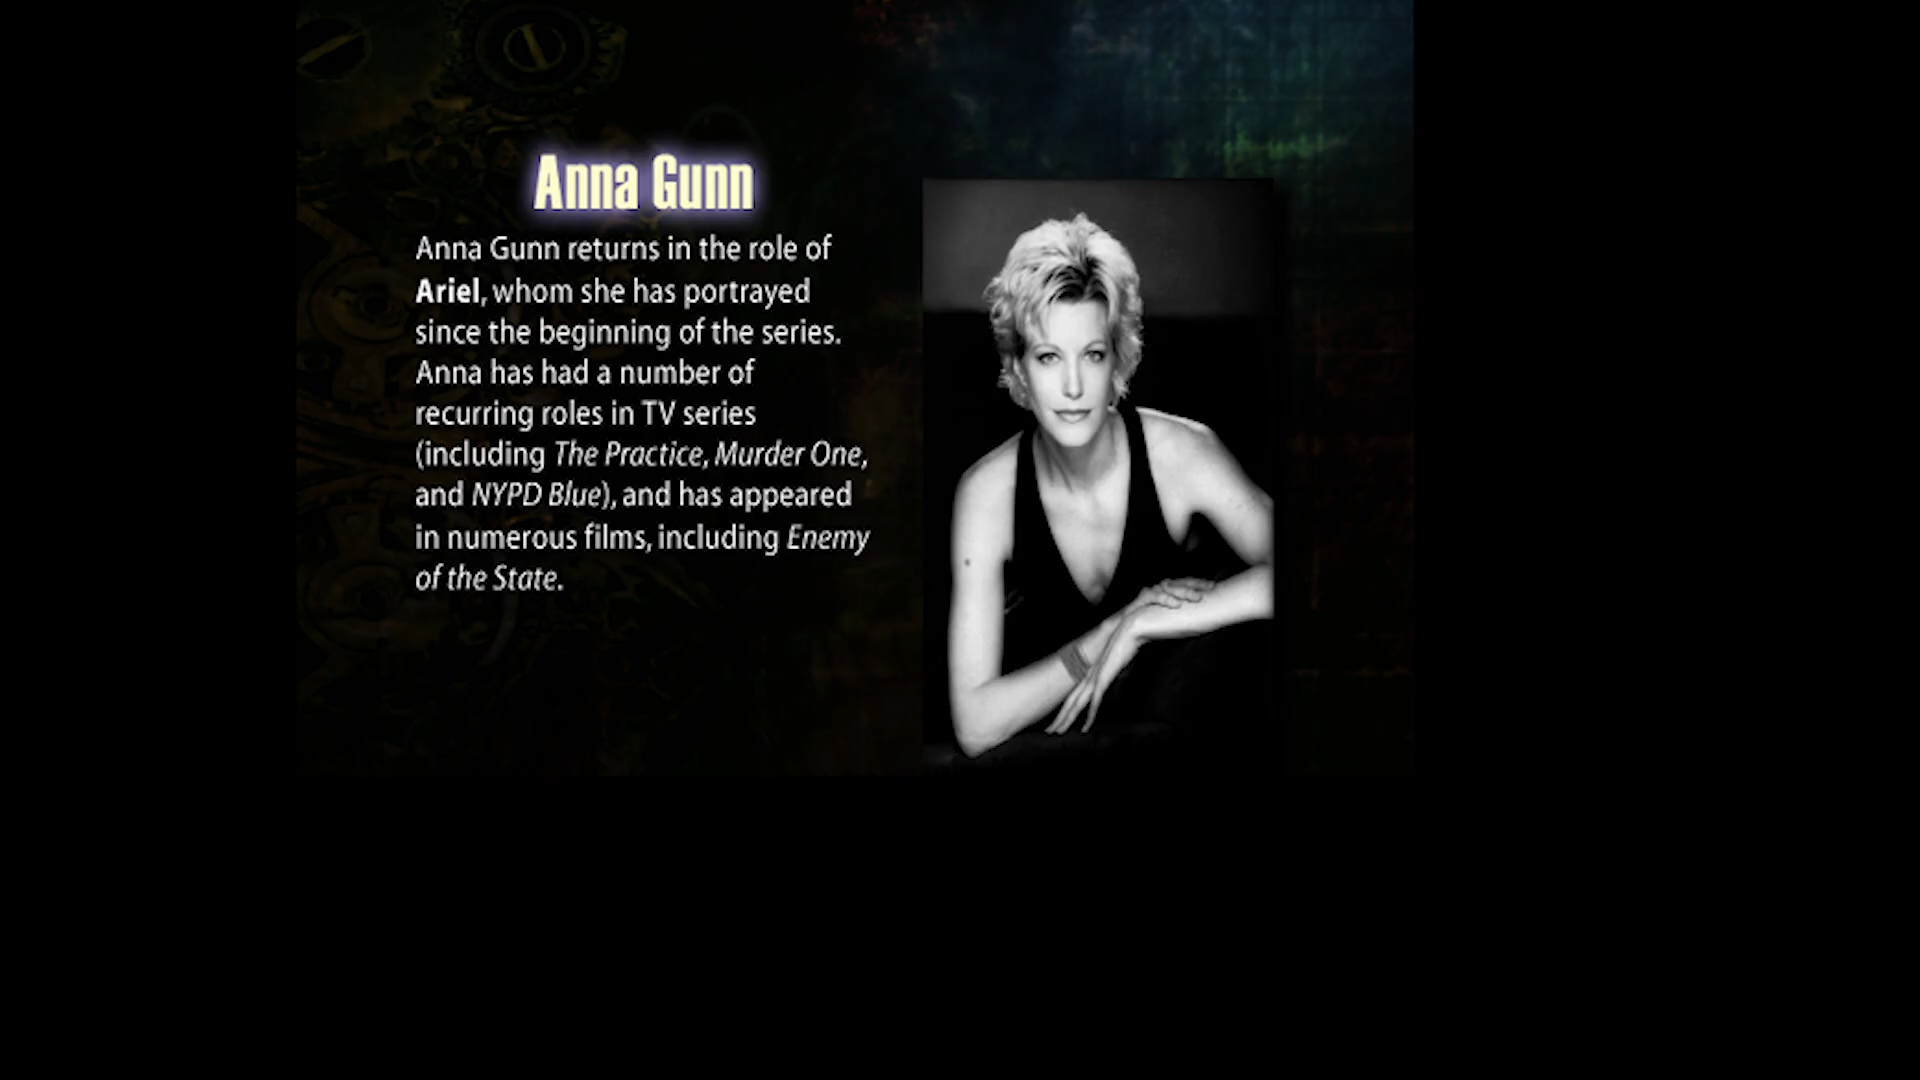 Anna Gunn
Anna Gunn returns in the role of
Ariel, whom she has portrayed
since the beginning of the series.
Anna has had a number of
recurring roles in TV series
(including The Practice, Murder One,
and NYPD Blue), and has appeared
in numerous films, including Enemy
of the State.